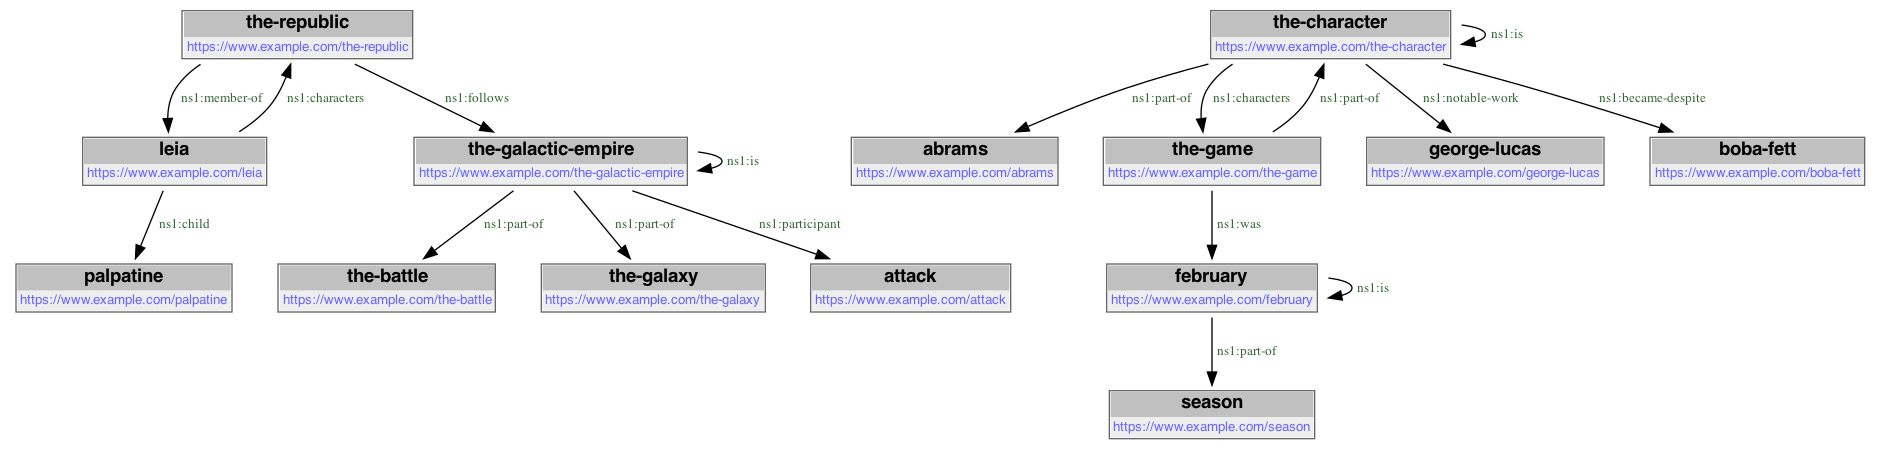 the-republic
https://www.example.com/the-republic
the-character
https://www.example.com/the-character
ns1:is
ns1:member-of
ns1:characters
ns1:follows
ns1:part-of
ns1:characters
ns1:part-of
ns1:notable-work
ns1:became-despite
leia
https://www.example.com/leia
the-galactic-empire
https://www.example.com/the-galactic-empire
ns1:is
abrams
https://www.example.com/abrams
the-game
https://www.example.com/the-game
george-lucas
https://www.example.com/george-lucas
boba-fett
https://www.example.com/boba-fett
ns1:child
ns1:part-of
ns1:part-of
ns1:participant
ns1:was
palpatine
https://www.example.com/palpatine
the-battle
https://www.example.com/the-battle
the-galaxy
https://www.example.com/the-galaxy
attack
https://www.example.com/attack
february
https://www.example.com/february
ns1:is
ns1:part-of
season
https://www.example.com/season